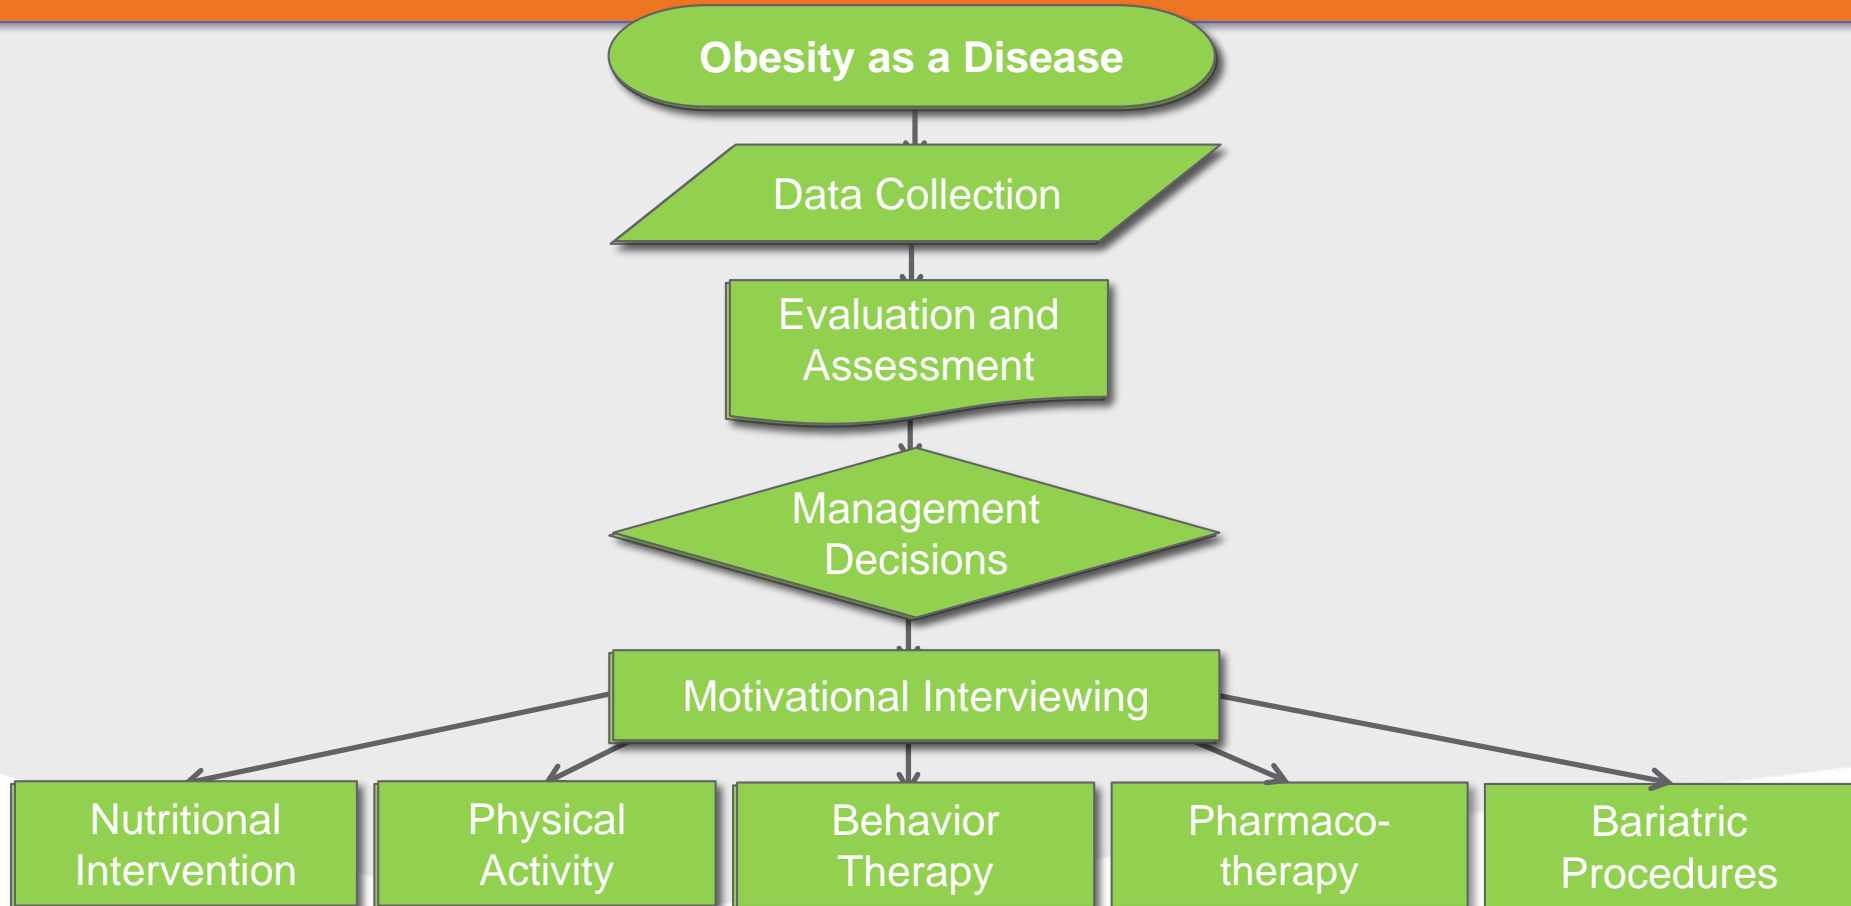 Obesity as a Disease
Data Collection
Evaluation and
Assessment
Management
Decisions
Motivational Interviewing
Nutritional
Intervention
Physical
Activity
Behavior
Therapy
Pharmaco-
therapy
Bariatric
Procedures